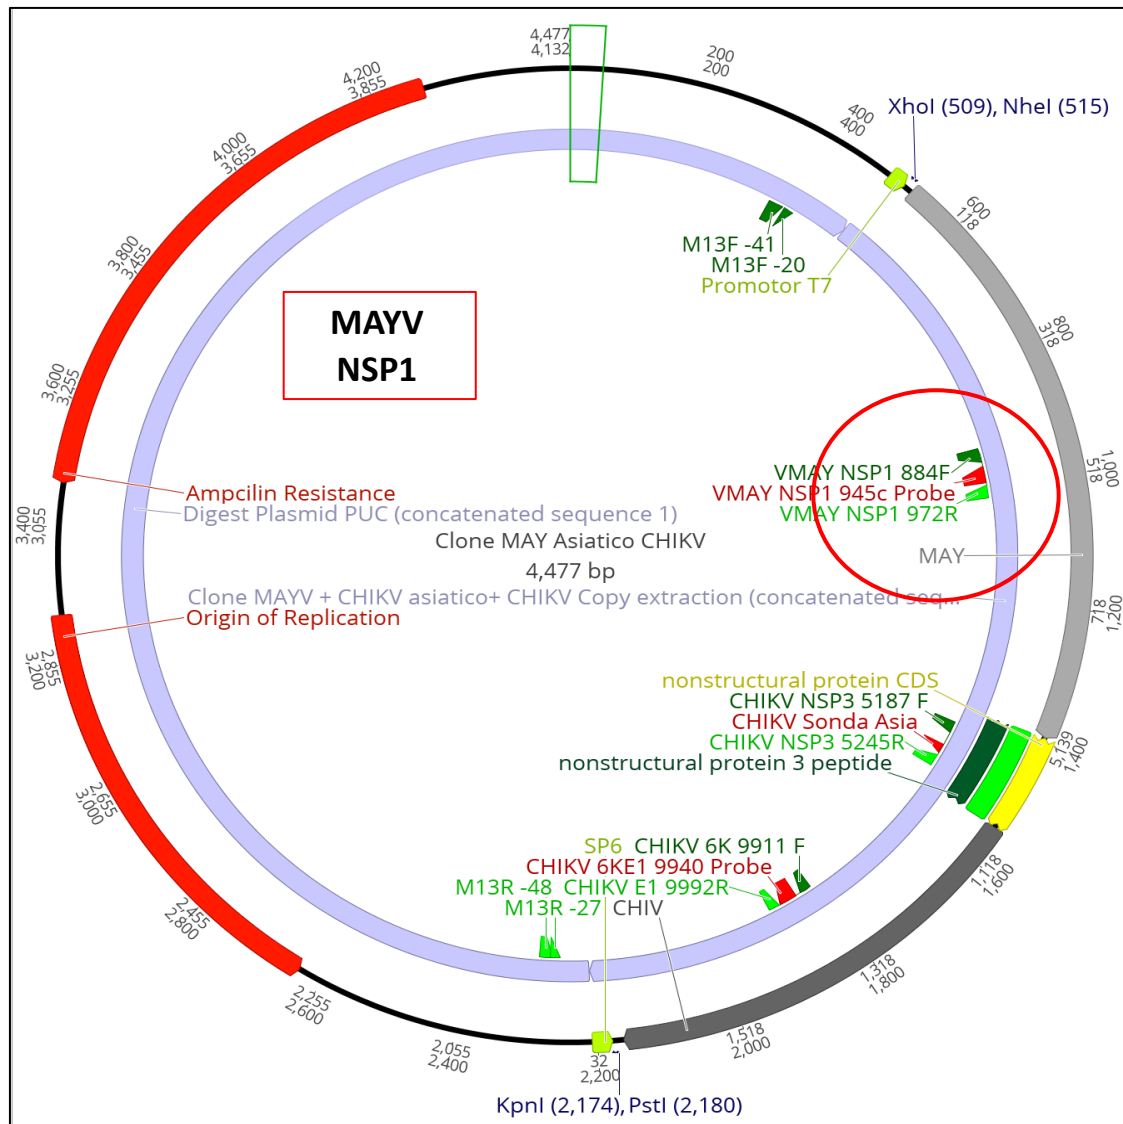 4,477
4,132
200
200
400
400
XhoI (509), NheI (515)
600
118
800
318
1,000
518
718
1,200
5,139
1,400
1,118
1,600
1,318
1,800
1,518
2,000
32
2,200
KpnI (2,174), PstI (2,180)
2,055
2,400
2,255
2,600
2,455
2,800
2,655
3,000
2,855
3,200
3,400
3,055
3,600
3,255
3,800
3,455
4,000
3,655
4,200
3,855
M13F -41
M13F -20
Promotor T7
MAYV
NSP1
VMAY NSP1 884F
VMAY NSP1 945c Probe
VMAY NSP1 972R
Ampcilin Resistance
Digest Plasmid PUC (concatenated sequence 1)
Clone MAY Asiatico CHIKV
MAY
4,477 bp
Clone MAYV + CHIKV asiatico+ CHIKV Copy extraction (concatenated seq...
Origin of Replication
nonstructural protein CDS
CHIKV NSP3 5187 F
CHIKV Sonda Asia
CHIKV NSP3 5245R
nonstructural protein 3 peptide
SP6 CHIKV 6K 9911 F
CHIKV 6KE1 9940 Probe
M13R -48 CHIKV E1 9992R
M13R -27 CHIV